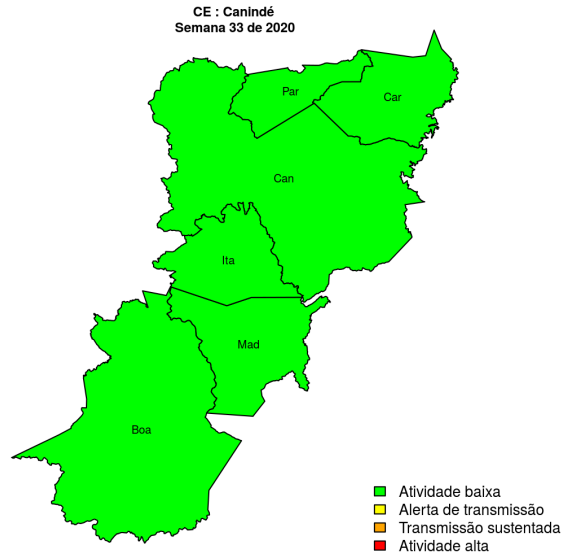 CE : Canindé
Semana 33 de 2020
Par
Car
Can
Ita
Mad
Boa
Atividade baixa
Alerta de transmissão
Transmissão sustentada
Atividade alta